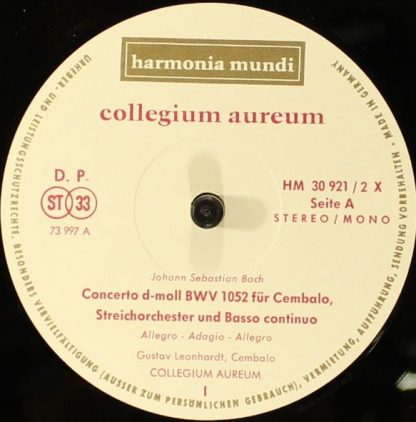 harmonia mundi
collegium aureum
D. P.
ST 33
73 997 A
HM 30 921 / 2 X
Seite A
STEREO / MONO
Johann Sebastian Bach
Concerto d-moll BWV 1052 für Cembalo,
Streichorchester und Basso continuo
Allegro - Adagio - Allegro
Gustav Leonhardt, Cembalo
COLLEGIUM AUREUM
I
URHEBER- UND LEISTUNGSSCHUTZRECHTE, BESONDERS VERVIELFÄLTIGUNG (AUSSER ZUM PERSÖNLICHEN GEBRAUCH), VERMIETUNG, AUFFÜHRUNG, SENDUNG VORBEHALTEN • MADE IN GERMANY